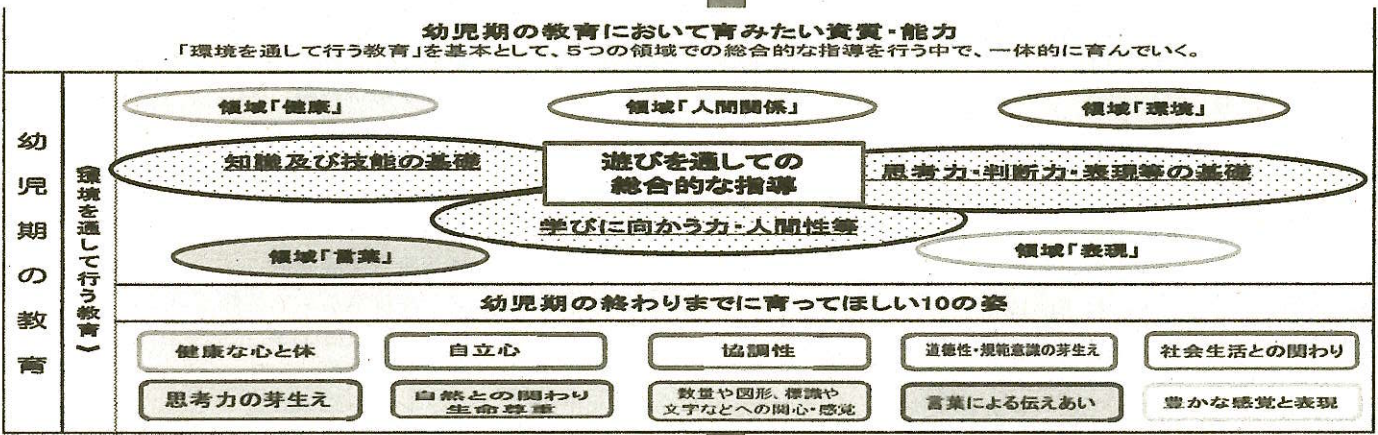 幼児期の教育において育みたい資質・能力
「環境を通して行う教育」を基本として、5つの領域での総合的な指導を行う中で、一体的に育んでいく。
幼児期の教育
《環境を通して行う教育》
領域「健康」
領域「人間関係」
領域「環境」
知識及び技能の基礎
遊びを通しての
総合的な指導
思考力・判断力・表現等の基礎
学びに向かう力・人間性等
領域「言葉」
領域「表現」
幼児期の終わりまでに育ってほしい10の姿
健康な心と体
自立心
協調性
道徳性・規範意識の芽生え
社会生活との関わり
思考力の芽生え
自然との関わり
生命尊重
数量や図形、標識や
文字などへの関心・感覚
言葉による伝えあい
豊かな感覚と表現